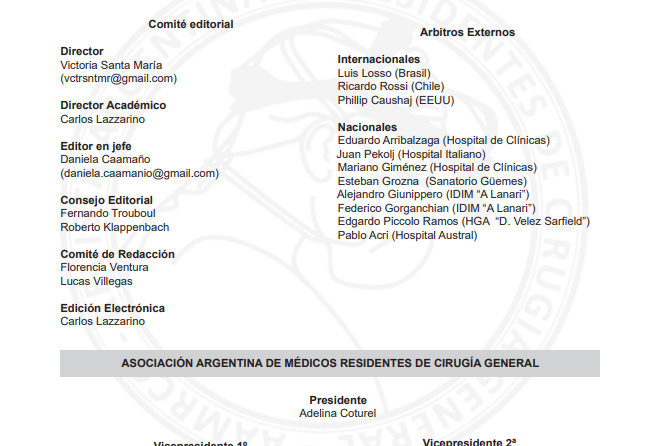 Comité editorial
Director
Victoria Santa María
(vctrsntmr@gmail.com)
Director Académico
Carlos Lazzarino
Editor en jefe
Daniela Caamaño
(daniela.caamanio@gmail.com)
Consejo Editorial
Fernando Trouboul
Roberto Klappenbach
Comité de Redacción
Florencia Ventura
Lucas Villegas
Edición Electrónica
Carlos Lazzarino
Arbitros Externos
Internacionales
Luis Losso (Brasil)
Ricardo Rossi (Chile)
Phillip Caushaj (EEUU)
Nacionales
Eduardo Arribalzaga (Hospital de Clínicas)
Juan Pekolj (Hospital Italiano)
Mariano Giménez (Hospital de Clínicas)
Esteban Grozna (Sanatorio Güemes)
Alejandro Giunippero (IDIM “A Lanari”)
Federico Gorganchian (IDIM “A Lanari”)
Edgardo Piccolo Ramos (HGA “D. Velez Sarfield”)
Pablo Acri (Hospital Austral)
ASOCIACIÓN ARGENTINA DE MÉDICOS RESIDENTES DE CIRUGÍA GENERAL
Presidente
Adelina Coturel
Vicepresidente 1º
Vicepresidente 2ª